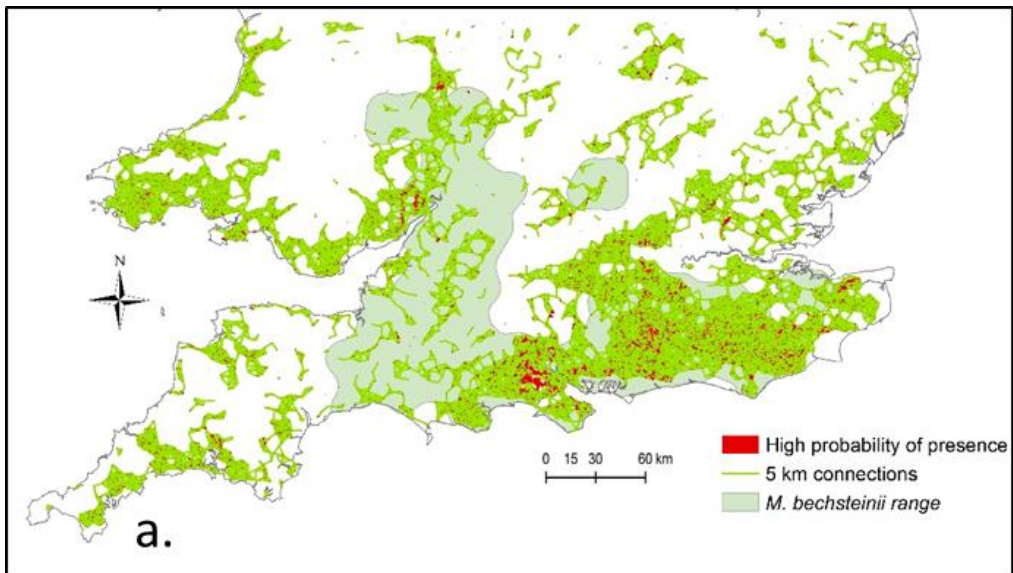 N
0 15 30 60 km
High probability of presence
5 km connections
M. bechsteinii range
a.